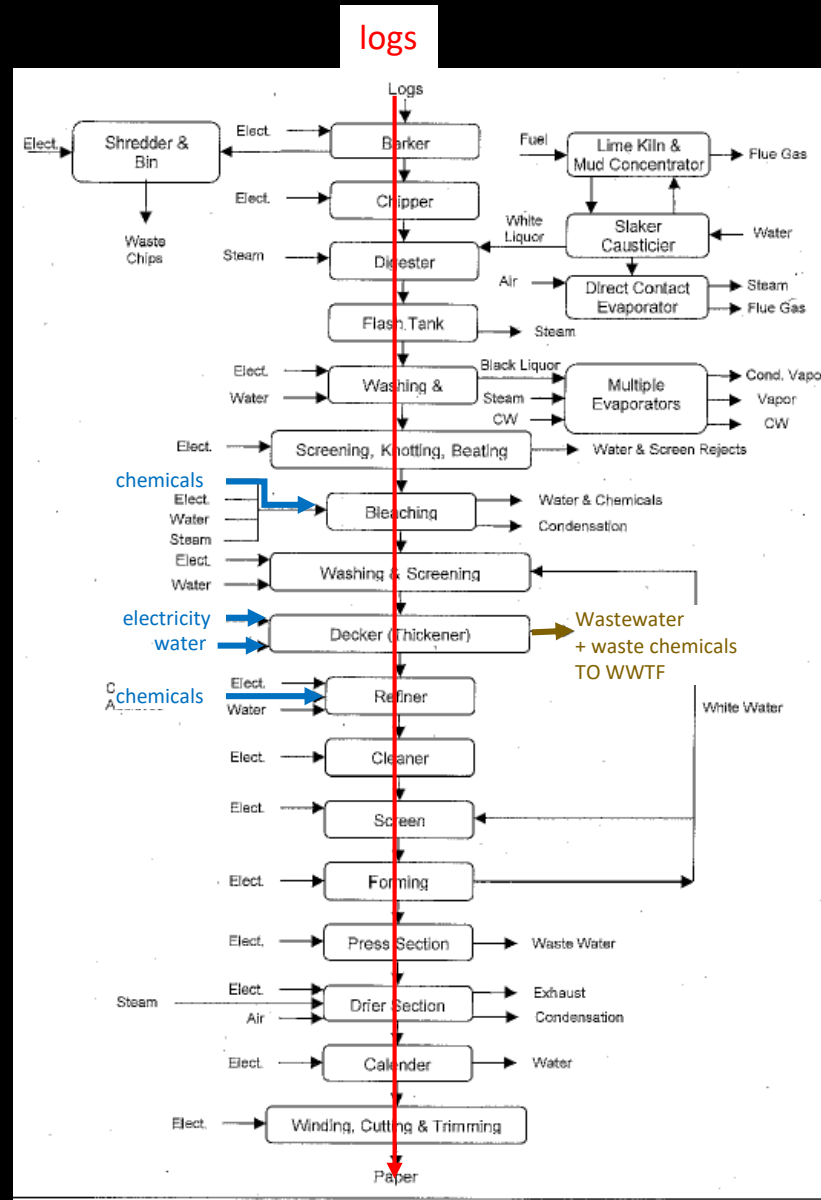 logs
Logs
Elect.
Shredder &
Bin
Elect.
Barker
Fuel
Lime Kiln &
Mud Concentrator
Flue Gas
Elect.
Chipper
Waste
Chips
White
Liquor
Slaker
Causticier
Water
Steam
Digester
Air
Direct Contact
Evaporator
Steam
Flue Gas
Flash Tank
Steam
Elect.
Water
Washing &
Black Liquor
Steam
CW
Multiple
Evaporators
Cond. Vapo
Vapor
CW
Elect.
Screening, Knotting, Beating
Water & Screen Rejects
chemicals
Elect.
Water
Steam
Bleaching
Water & Chemicals
Condensation
Elect.
Water
Washing & Screening
electricity
water
Decker (Thickener)
Wastewater
+ waste chemicals
TO WWTF
chemicals
Elect.
Water
Refiner
White Water
Elect.
Cleaner
Elect.
Screen
Elect.
Forming
Elect.
Press Section
Waste Water
Steam
Elect.
Air
Drier Section
Exhaust
Condensation
Elect.
Calender
Water
Elect.
Winding, Cutting & Trimming
Paper